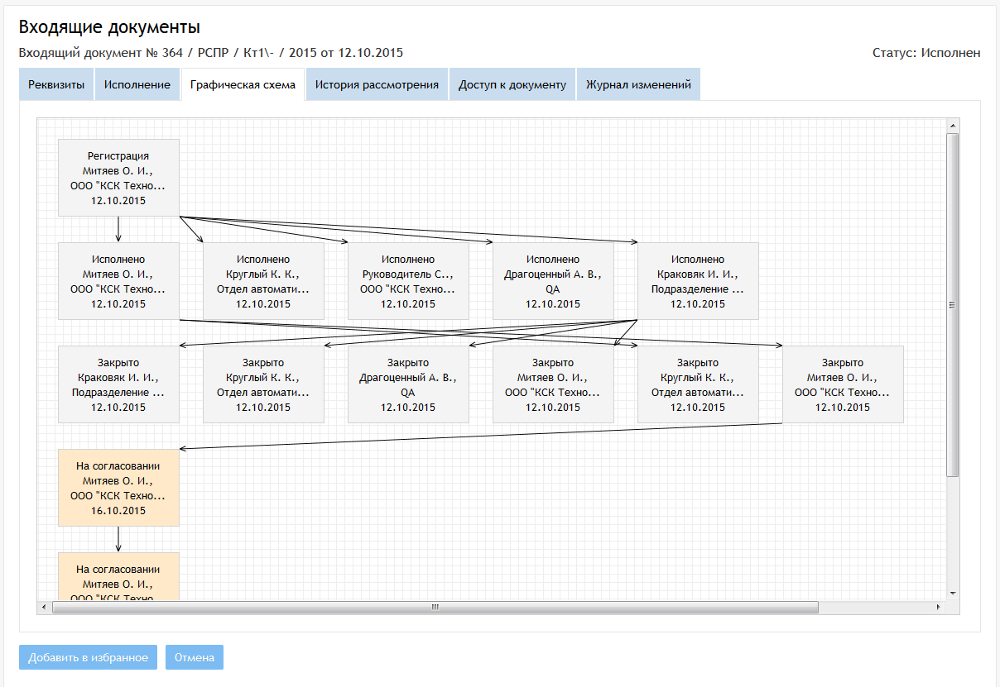 Входящие документы
Входящий документ № 364 / РСПР / Кт1\- / 2015 от 12.10.2015
Статус: Исполнен
Реквизиты
Исполнение
Графическая схема
История рассмотрения
Доступ к документу
Журнал изменений
Регистрация
Митяев О. И.,
ООО "КСК Техно...
12.10.2015
Исполнено
Митяев О. И.,
ООО "КСК Техно...
12.10.2015
Исполнено
Круглый К. К.,
Отдел автомати...
12.10.2015
Исполнено
Руководитель С..,
ООО "КСК Техно...
12.10.2015
Исполнено
Драгоценный А. В.,
QA
12.10.2015
Исполнено
Краковяк И. И.,
Подразделение ...
12.10.2015
Закрыто
Краковяк И. И.,
Подразделение ...
12.10.2015
Закрыто
Круглый К. К.,
Отдел автомати...
12.10.2015
Закрыто
Драгоценный А. В.,
QA
12.10.2015
Закрыто
Митяев О. И.,
ООО "КСК Техно...
12.10.2015
Закрыто
Круглый К. К.,
Отдел автомати...
12.10.2015
Закрыто
Митяев О. И.,
ООО "КСК Техно...
12.10.2015
На согласовании
Митяев О. И.,
ООО "КСК Техно...
16.10.2015
На согласовании
Митяев О. И.,
ООО "КСК Техно
Добавить в избранное
Отмена